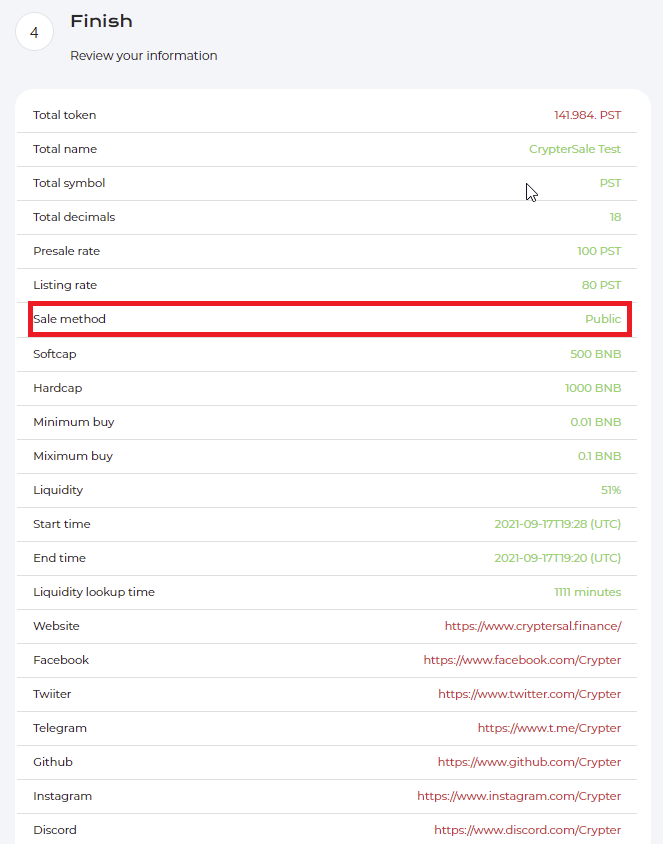 4
Finish
Review your information
Total token 141.984. PST
Total name CrypterSale Test
Total symbol PST
Total decimals 18
Presale rate 100 PST
Listing rate 80 PST
Sale method Public
Softcap 500 BNB
Hardcap 1000 BNB
Minimum buy 0.01 BNB
Miximum buy 0.1 BNB
Liquidity 51%
Start time 2021-09-17T19:28 (UTC)
End time 2021-09-17T19:20 (UTC)
Liquidity lookup time 1111 minutes
Website https://www.cryptersal.finance/
Facebook https://www.facebook.com/Crypter
Twiiter https://www.twitter.com/Crypter
Telegram https://www.t.me/Crypter
Github https://www.github.com/Crypter
Instagram https://www.instagram.com/Crypter
Discord https://www.discord.com/Crypter